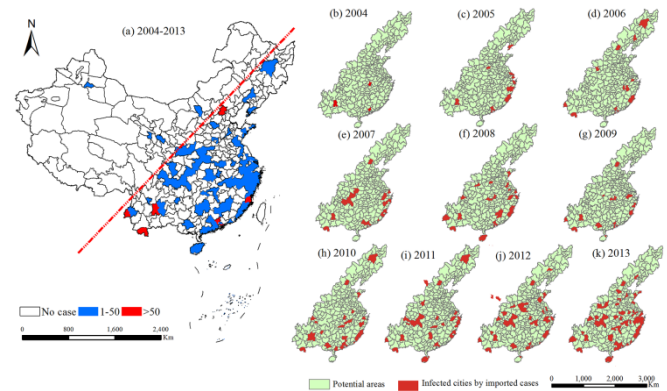 N
(a) 2004-2013
No case
1-50
>50
0
600
1,200
1,800
2,400
Km
(b) 2004
(c) 2005
(d) 2006
(e) 2007
(f) 2008
(g) 2009
(h) 2010
(i) 2011
(j) 2012
(k) 2013
Potential areas
Infected cities by imported cases
0
1,000
2,000
3,000
Km